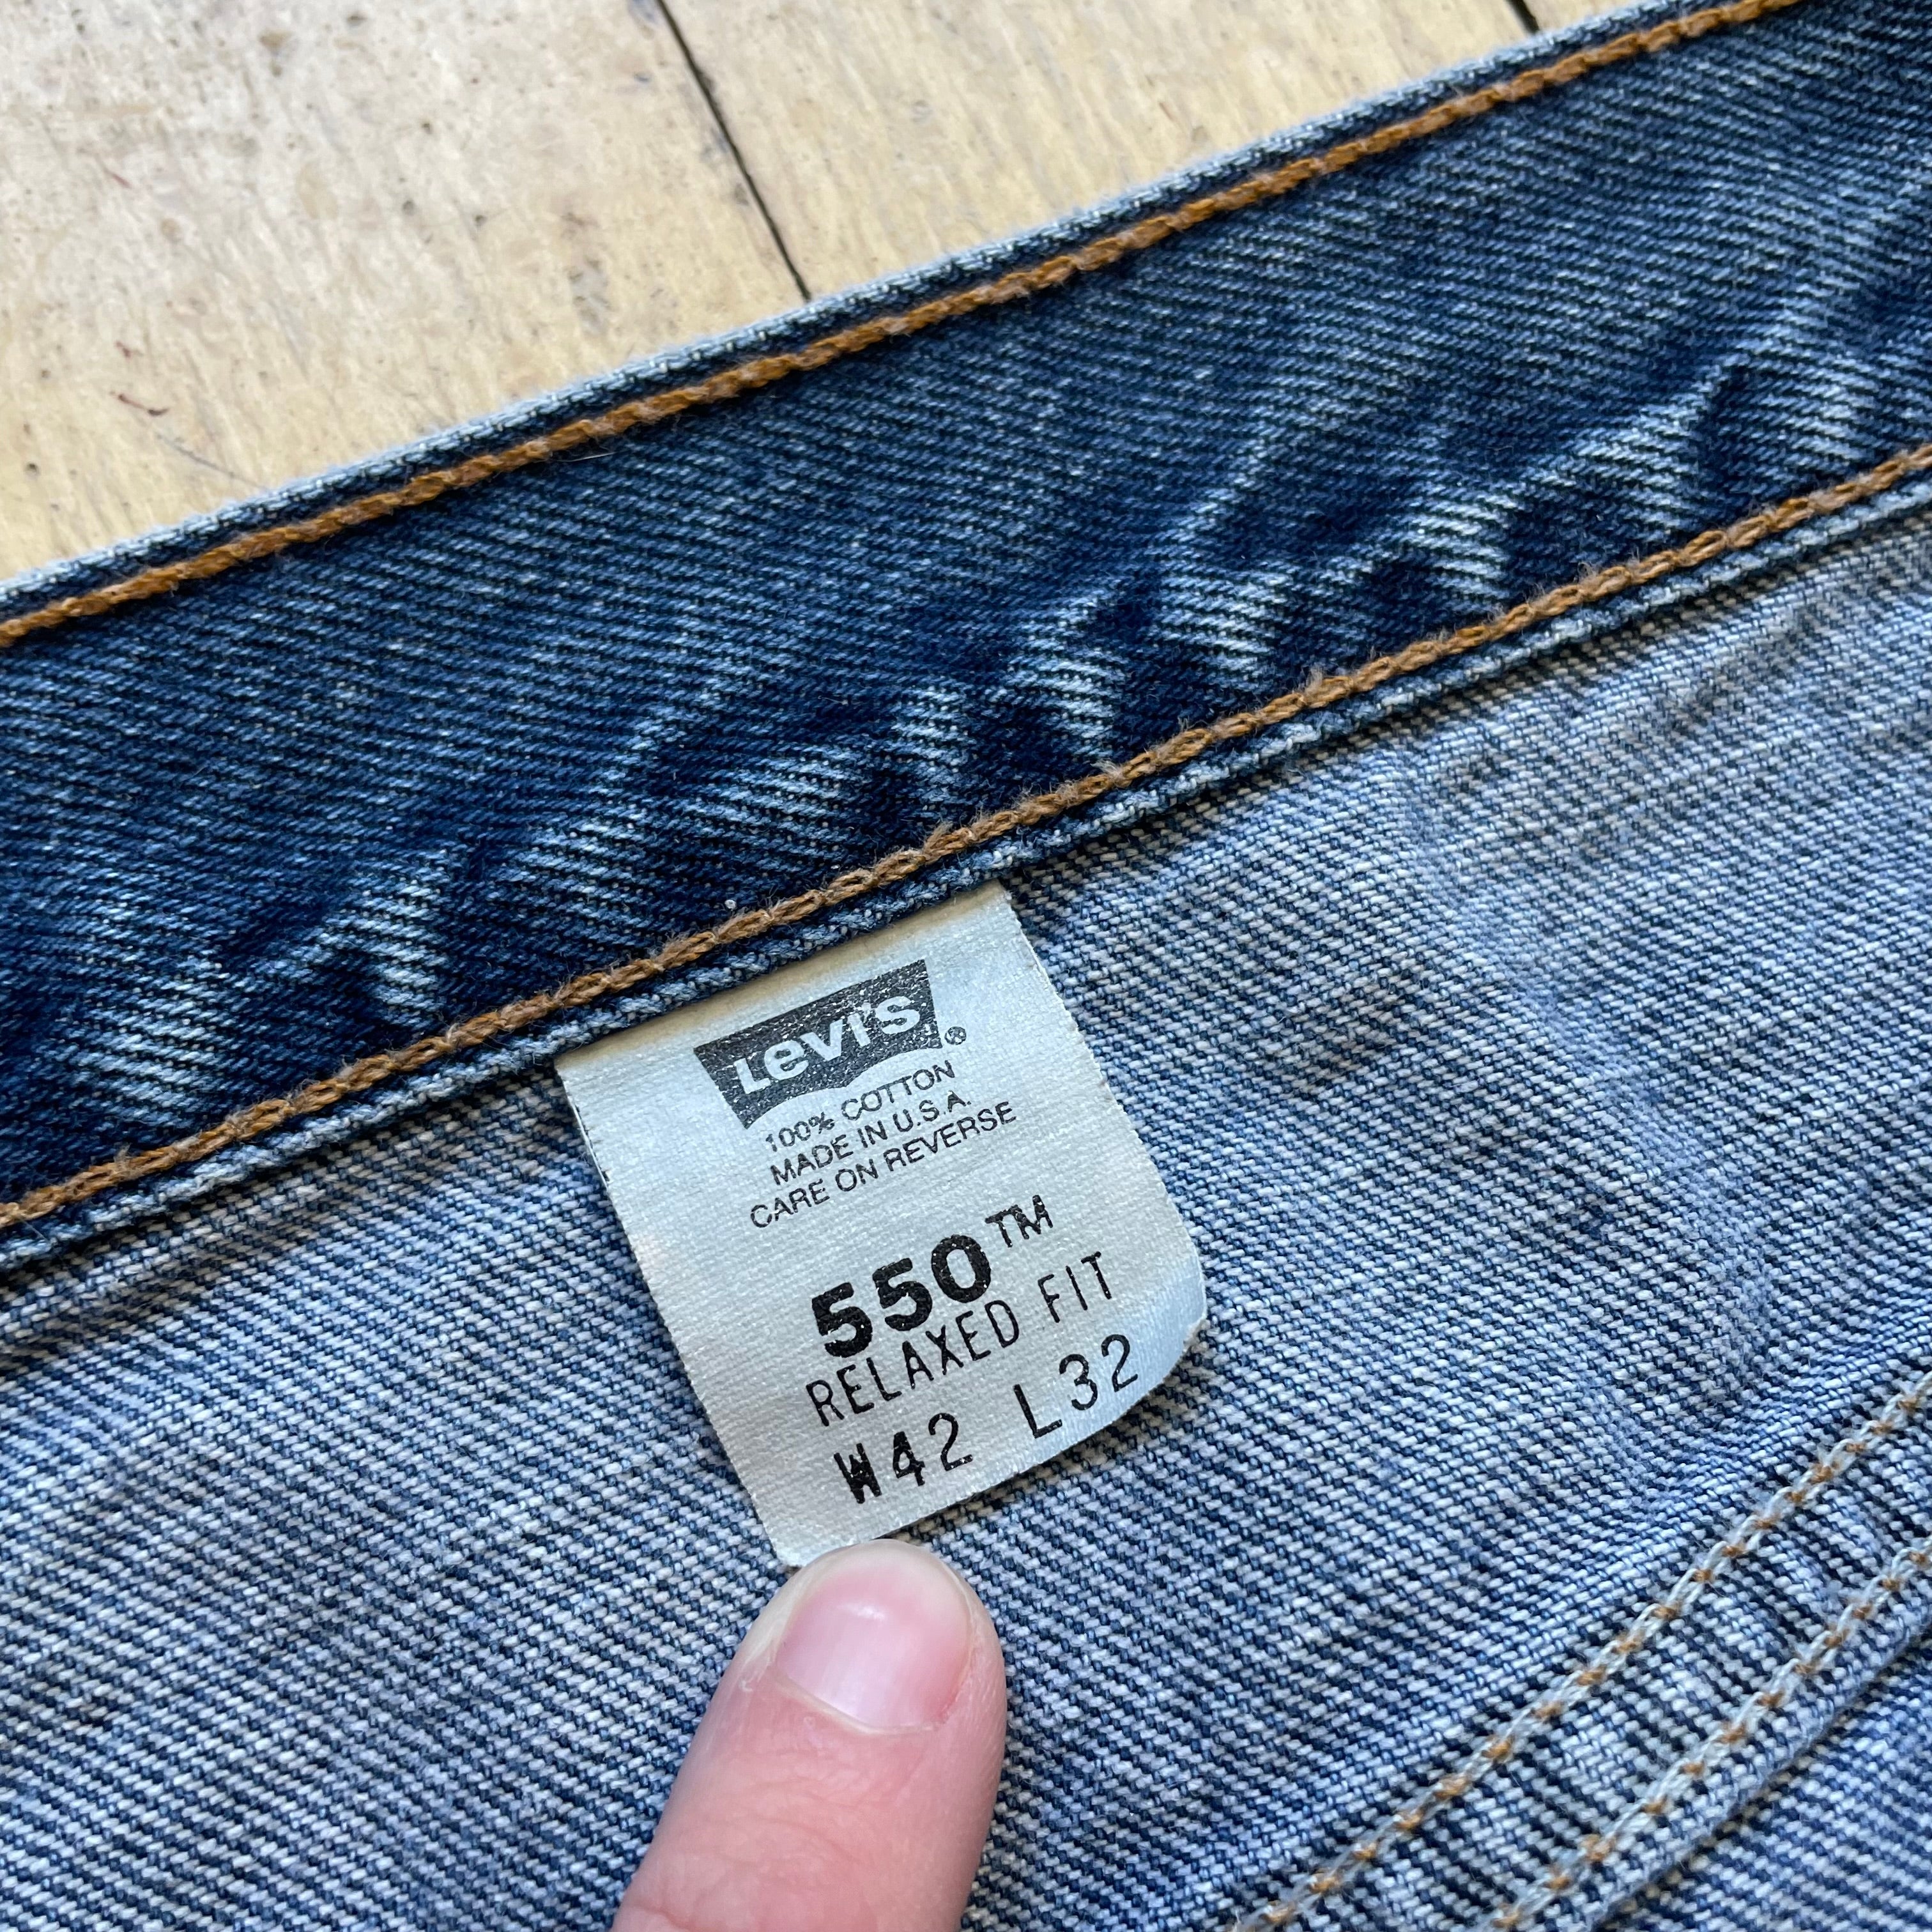 Levi's®
100% COTTON
MADE IN U.S.A.
CARE ON REVERSE
550™
RELAXED FIT
W42 L32